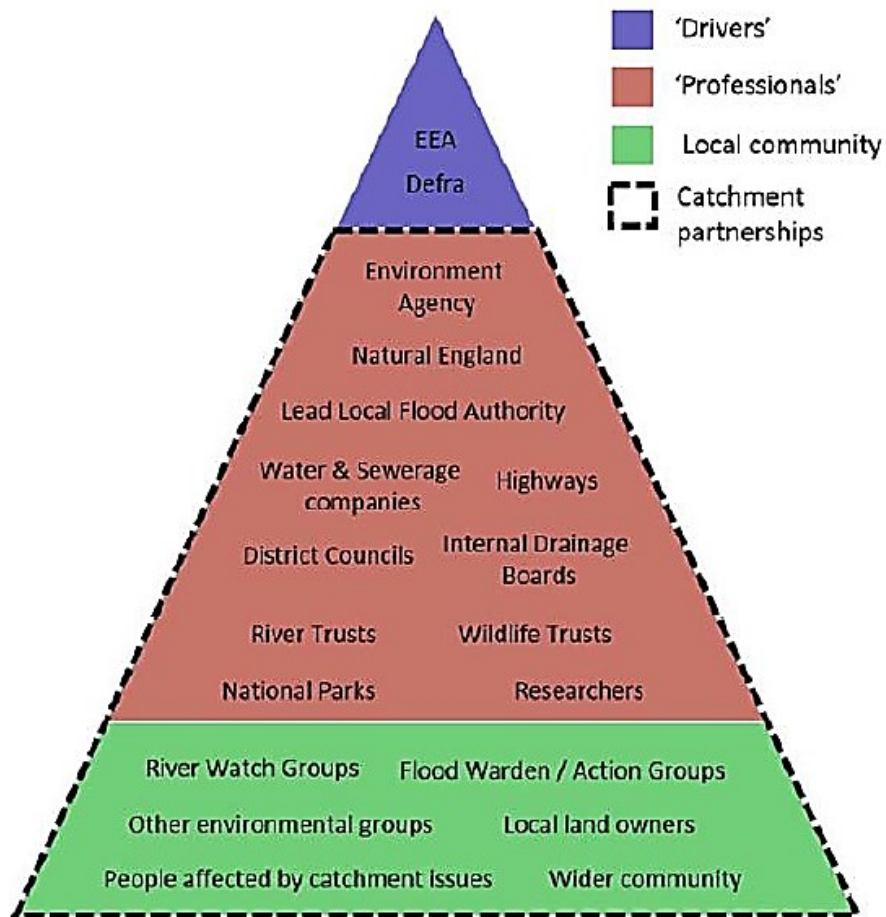 'Drivers'
'Professionals'
Local community
Catchment
partnerships
EEA
Defra
Environment
Agency
Natural England
Lead Local Flood Authority
Water & Sewerage
companies
Highways
District Councils
Internal Drainage
Boards
River Trusts
Wildlife Trusts
National Parks
Researchers
River Watch Groups
Flood Warden / Action Groups
Other environmental groups
Local land owners
People affected by catchment issues
Wider community